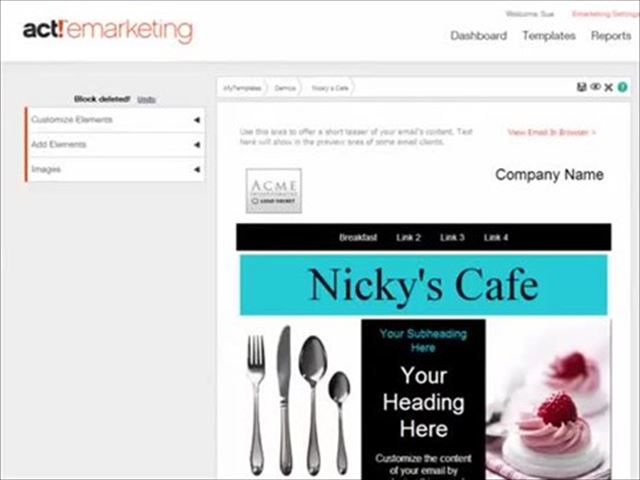 Welcome Sue Emarketing Settings
act! emarketing
Dashboard Templates Reports
Block deleted! Undo
MyTemplates Demos Nicky's Cafe
Customize Elements
Add Elements
Images
Use this area to offer a short teaser of your email's content. Text
here will show in the preview area of some email clients.
View Email In Browser >
ACME
Company Name
Breakfast Link 2 Link 3 Link 4
Nicky's Cafe
Your Subheading
Here
Your
Heading
Here
Customize the content
of your email by